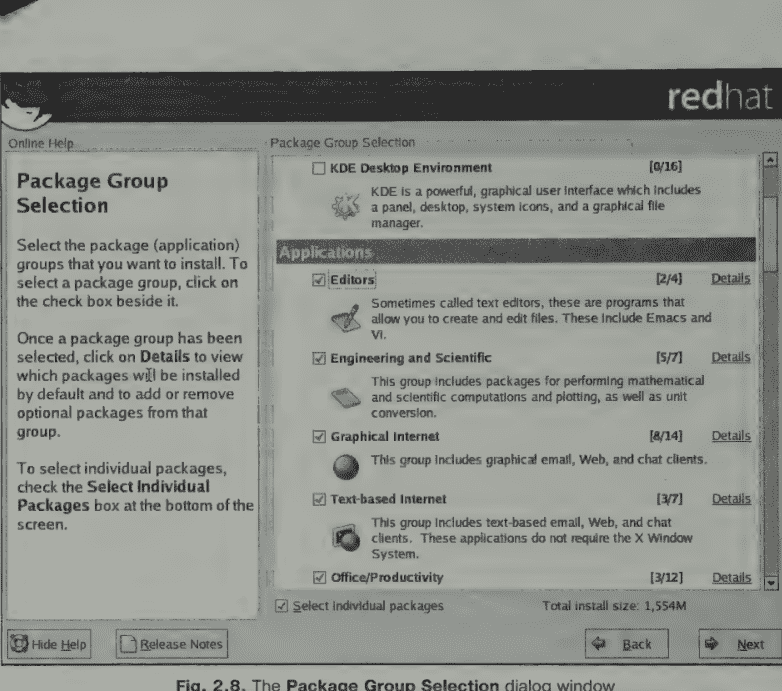 redhat
Online Help
Package Group
Selection
Select the package (application)
groups that you want to install. To
select a package group, click on
the check box beside it.
Once a package group has been
selected, click on Details to view
which packages will be installed
by default and to add or remove
optional packages from that
group.
To select individual packages,
check the Select Individual
Packages box at the bottom of the
screen.
Package Group Selection
KDE Desktop Environment [0/16]
KDE is a powerful, graphical user interface which includes
a panel, desktop, system icons, and a graphical file
manager.
Applications
Editors [2/4] Details
Sometimes called text editors, these are programs that
allow you to create and edit files. These include Emacs and
Vi.
Engineering and Scientific [5/7] Details
This group includes packages for performing mathematical
and scientific computations and plotting, as well as unit
conversion.
Graphical Internet [8/14] Details
This group includes graphical email, Web, and chat clients.
Text-based Internet [3/7] Details
This group includes text-based email, Web, and chat
clients. These applications do not require the X Window
System.
Office/Productivity [3/12] Details
Select individual packages Total install size: 1,554M
Hide Help Release Notes Back Next
Fig. 2.8. The Package Group Selection dialog window